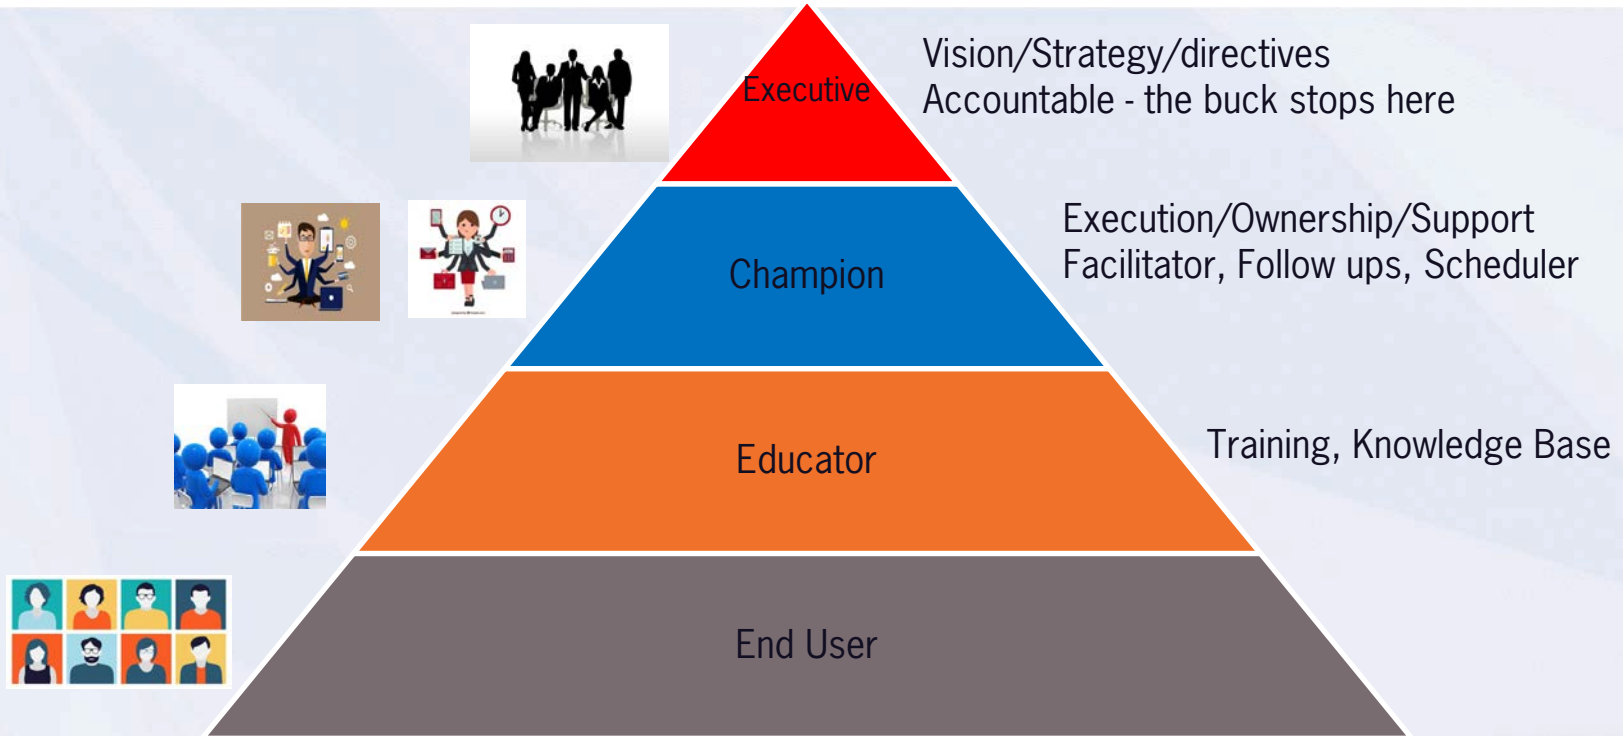 Executive
Vision/Strategy/directives
Accountable - the buck stops here
Champion
Execution/Ownership/Support
Facilitator, Follow ups, Scheduler
Educator
Training, Knowledge Base
End User